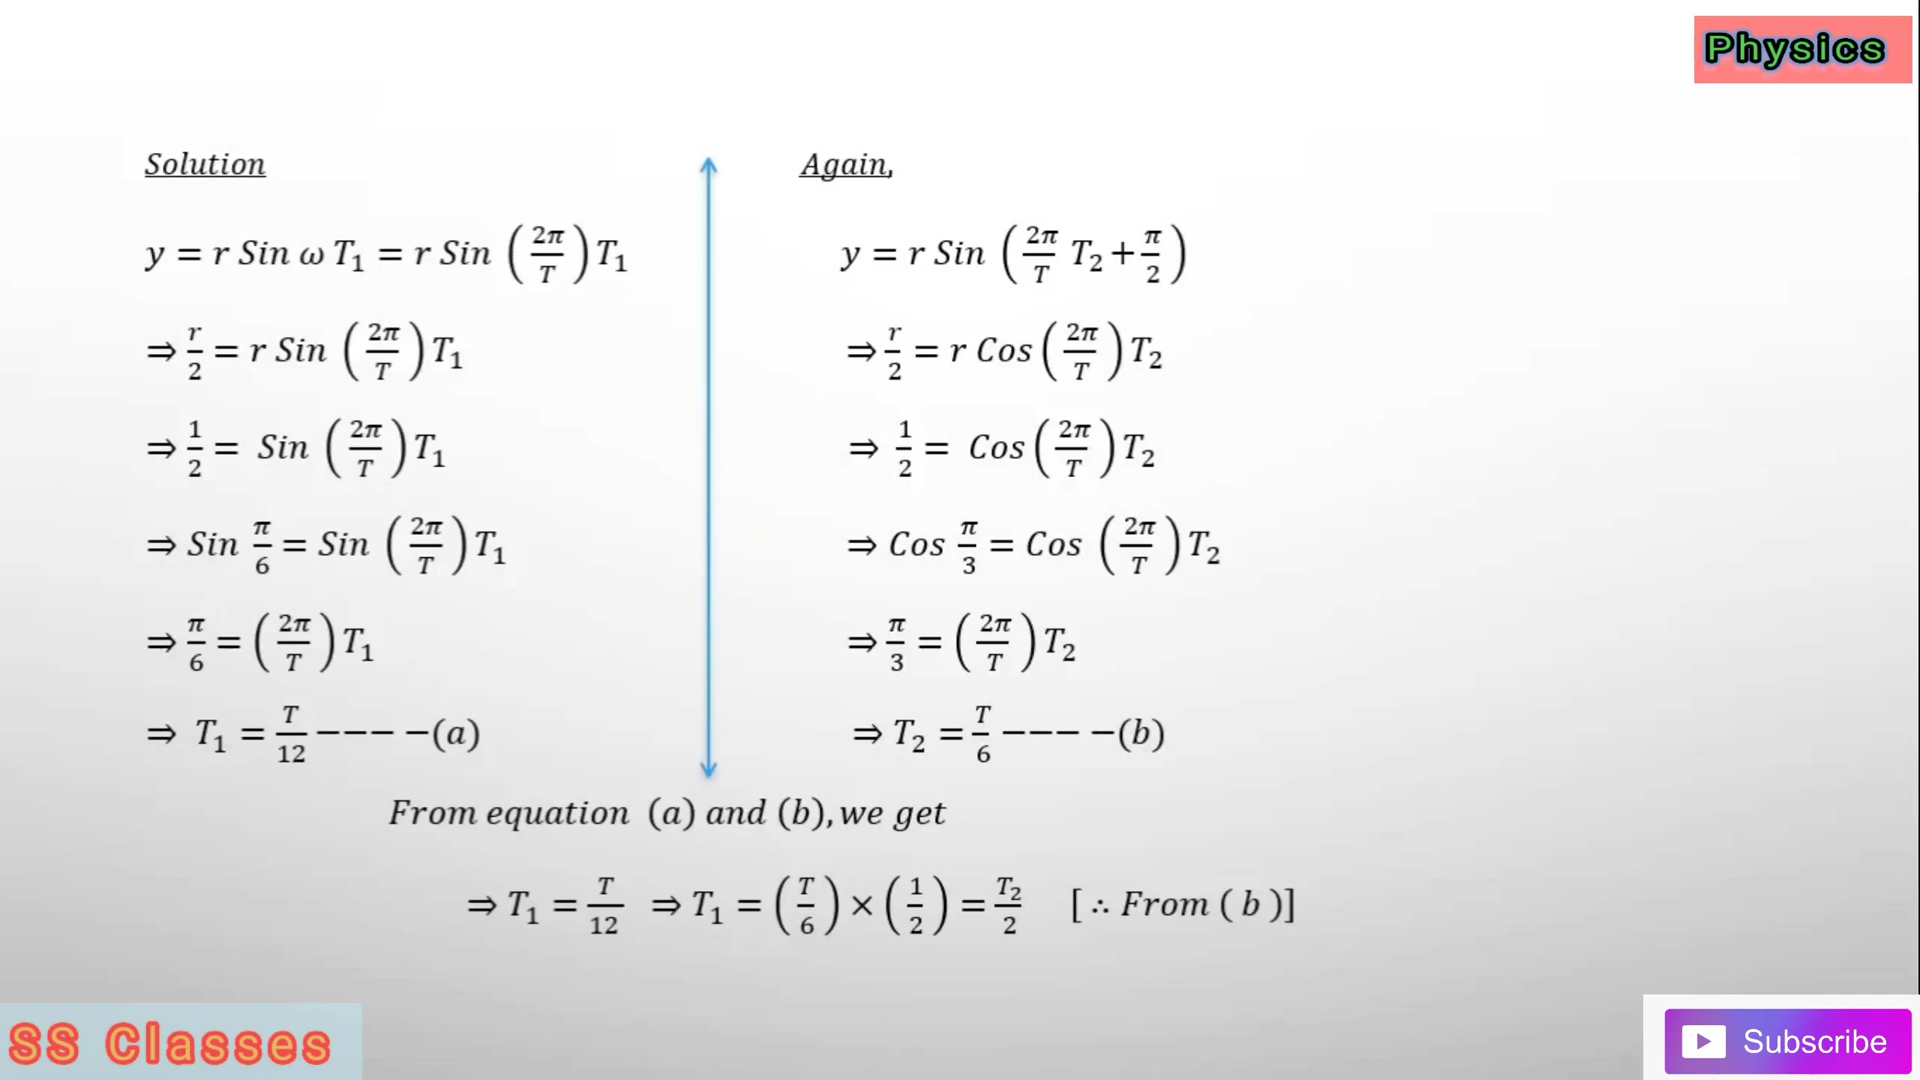 Physics
Solution
y = r Sin ω T₁ = r Sin (2π/T) T₁
⇒ r/2 = r Sin (2π/T) T₁
⇒ 1/2 = Sin (2π/T) T₁
⇒ Sin π/6 = Sin (2π/T) T₁
⇒ π/6 = (2π/T) T₁
⇒ T₁ = T/12 −−−− −(a)
Again,
y = r Sin (2π/T T₂ + π/2)
⇒ r/2 = r Cos (2π/T) T₂
⇒ 1/2 = Cos (2π/T) T₂
⇒ Cos π/3 = Cos (2π/T) T₂
⇒ π/3 = (2π/T) T₂
⇒ T₂ = T/6 −−−− −(b)
From equation (a) and (b), we get
⇒ T₁ = T/12 ⇒ T₁ = (T/6) × (1/2) = T₂/2 [∴ From ( b )]
SS Classes
Subscribe